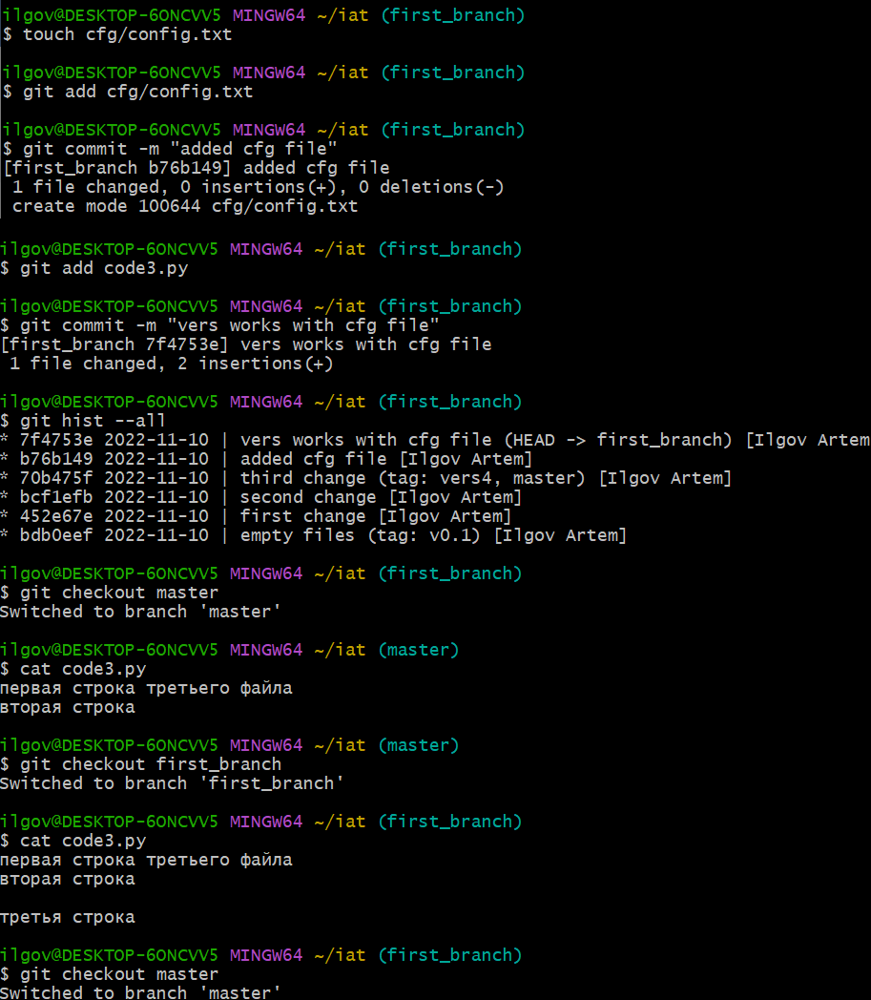 ilgov@DESKTOP-6ONCVV5 MINGW64 ~/iat (first_branch)
$ touch cfg/config.txt
ilgov@DESKTOP-6ONCVV5 MINGW64 ~/iat (first_branch)
$ git add cfg/config.txt
ilgov@DESKTOP-6ONCVV5 MINGW64 ~/iat (first_branch)
$ git commit -m "added cfg file"
[first_branch b76b149] added cfg file
 1 file changed, 0 insertions(+), 0 deletions(-)
 create mode 100644 cfg/config.txt
ilgov@DESKTOP-6ONCVV5 MINGW64 ~/iat (first_branch)
$ git add code3.py
ilgov@DESKTOP-6ONCVV5 MINGW64 ~/iat (first_branch)
$ git commit -m "vers works with cfg file"
[first_branch 7f4753e] vers works with cfg file
 1 file changed, 2 insertions(+)
ilgov@DESKTOP-6ONCVV5 MINGW64 ~/iat (first_branch)
$ git hist --all
* 7f4753e 2022-11-10 | vers works with cfg file (HEAD -> first_branch) [Ilgov Artem
* b76b149 2022-11-10 | added cfg file [Ilgov Artem]
* 70b475f 2022-11-10 | third change (tag: vers4, master) [Ilgov Artem]
* bcf1efb 2022-11-10 | second change [Ilgov Artem]
* 452e67e 2022-11-10 | first change [Ilgov Artem]
* bdb0eef 2022-11-10 | empty files (tag: v0.1) [Ilgov Artem]
ilgov@DESKTOP-6ONCVV5 MINGW64 ~/iat (first_branch)
$ git checkout master
Switched to branch 'master'
ilgov@DESKTOP-6ONCVV5 MINGW64 ~/iat (master)
$ cat code3.py
первая строка третьего файла
вторая строка
ilgov@DESKTOP-6ONCVV5 MINGW64 ~/iat (master)
$ git checkout first_branch
Switched to branch 'first_branch'
ilgov@DESKTOP-6ONCVV5 MINGW64 ~/iat (first_branch)
$ cat code3.py
первая строка третьего файла
вторая строка
третья строка
ilgov@DESKTOP-6ONCVV5 MINGW64 ~/iat (first_branch)
$ git checkout master
Switched to branch 'master'